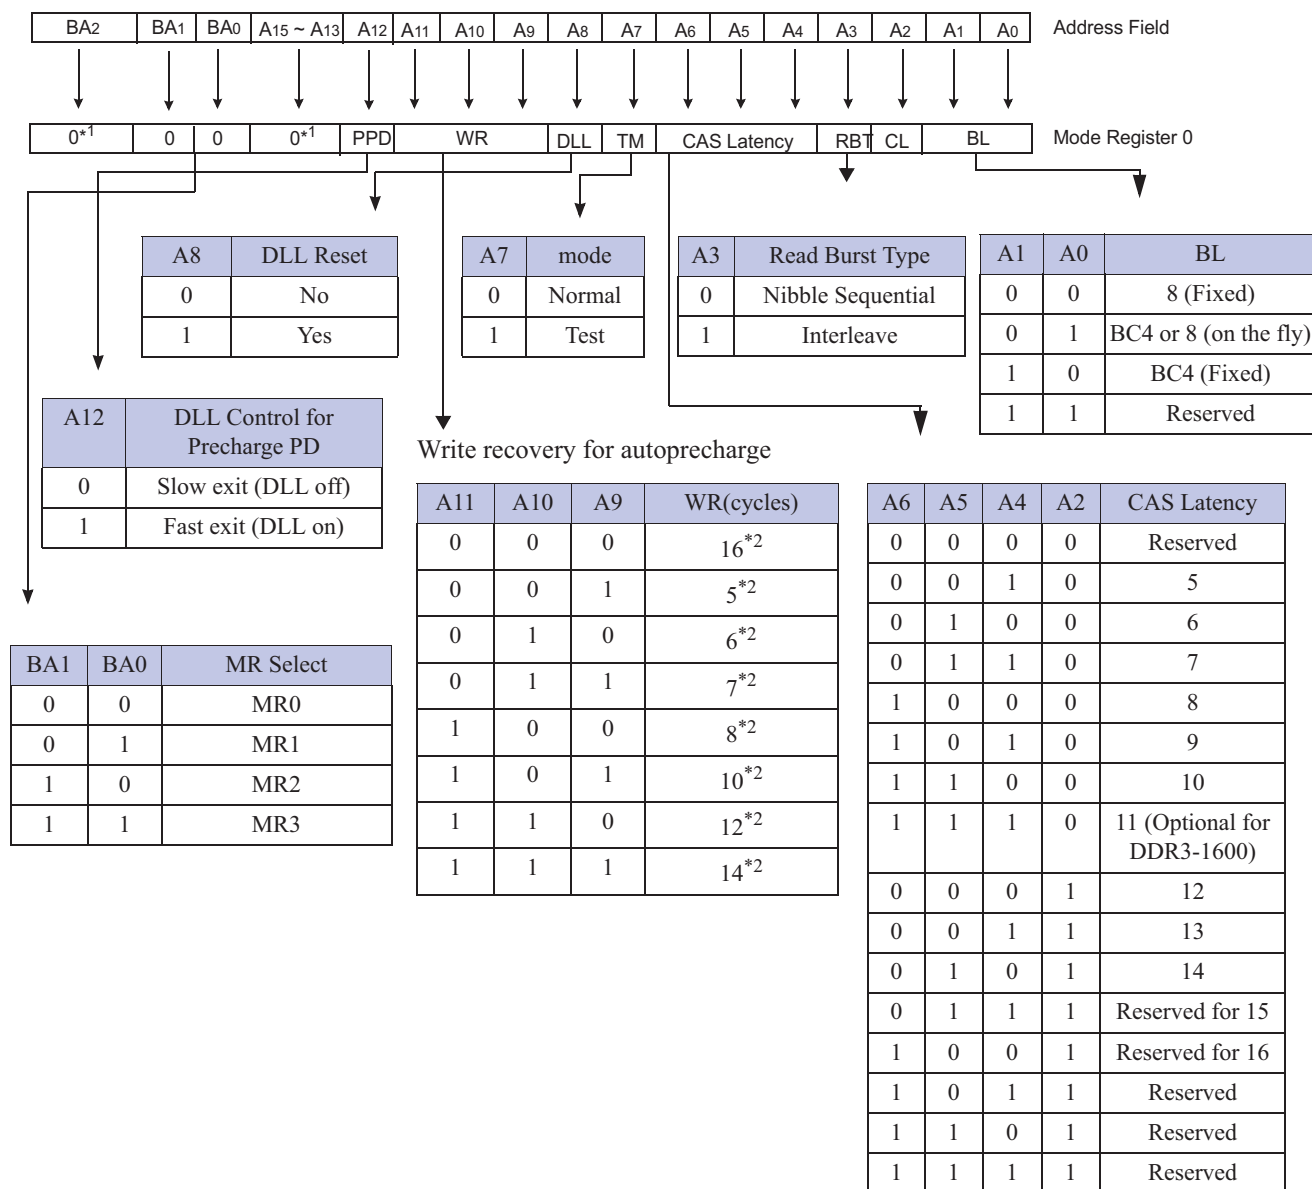 BA2 BA1 BA0 A15 ~ A13 A12 A11 A10 A9 A8 A7 A6 A5 A4 A3 A2 A1 A0 Address Field
0*1 0 0 0*1 PPD WR DLL TM CAS Latency RBT CL BL Mode Register 0
A8 DLL Reset
0 No
1 Yes
A7 mode
0 Normal
1 Test
A3 Read Burst Type
0 Nibble Sequential
1 Interleave
A1 A0 BL
0 0 8 (Fixed)
0 1 BC4 or 8 (on the fly)
1 0 BC4 (Fixed)
1 1 Reserved
A12 DLL Control for
Precharge PD
0 Slow exit (DLL off)
1 Fast exit (DLL on)
Write recovery for autoprecharge
A11 A10 A9 WR(cycles)
0 0 0 16*2
0 0 1 5*2
0 1 0 6*2
0 1 1 7*2
1 0 0 8*2
1 0 1 10*2
1 1 0 12*2
1 1 1 14*2
A6 A5 A4 A2 CAS Latency
0 0 0 0 Reserved
0 0 1 0 5
0 1 0 0 6
0 1 1 0 7
1 0 0 0 8
1 0 1 0 9
1 1 0 0 10
1 1 1 0 11 (Optional for
DDR3-1600)
0 0 0 1 12
0 0 1 1 13
0 1 0 1 14
0 1 1 1 Reserved for 15
1 0 0 1 Reserved for 16
1 0 1 1 Reserved
1 1 0 1 Reserved
1 1 1 1 Reserved
BA1 BA0 MR Select
0 0 MR0
0 1 MR1
1 0 MR2
1 1 MR3